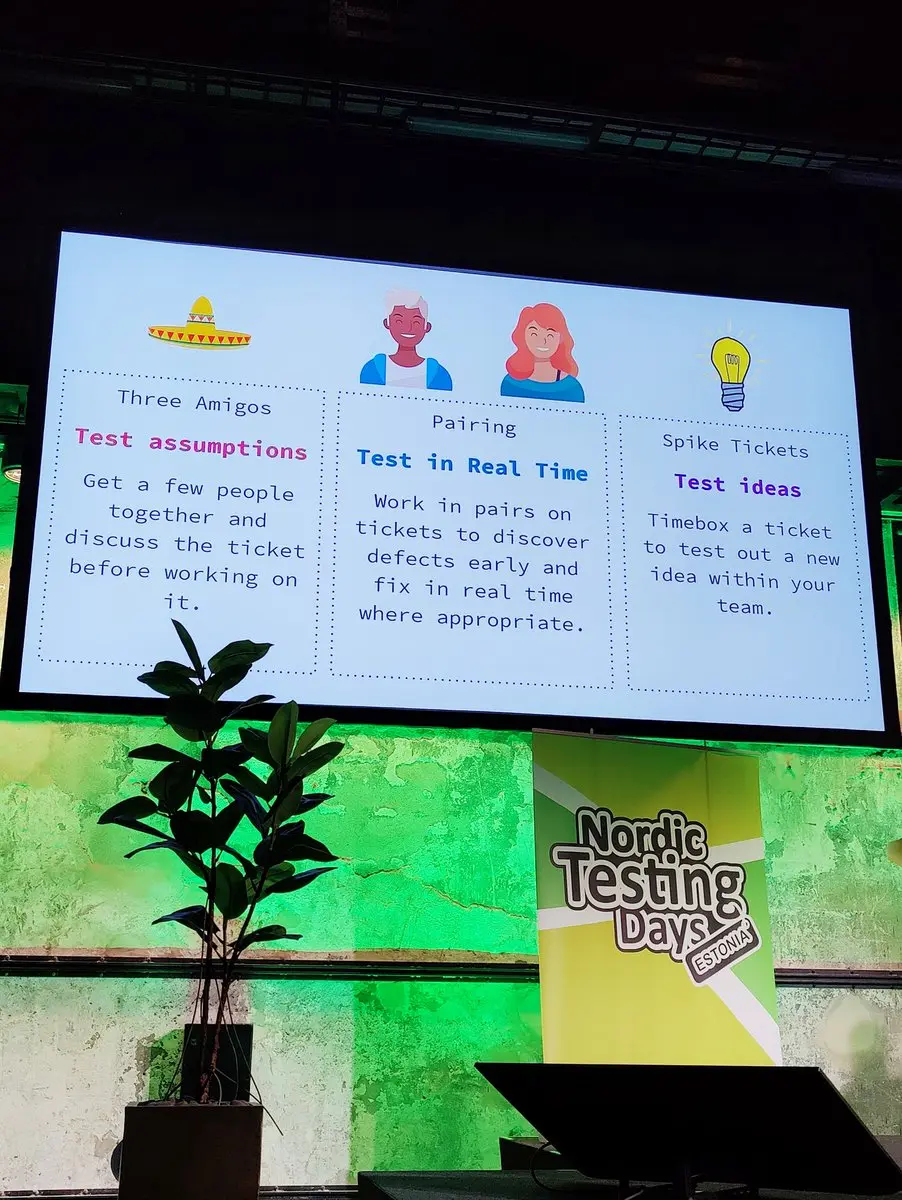 Three Amigos
Test assumptions
Get a few people
together and
discuss the ticket
before working on
it.
Pairing
Test in Real Time
Work in pairs on
tickets to discover
defects early and
fix in real time
where appropriate.
Spike Tickets
Test ideas
Timebox a ticket
to test out a new
idea within your
team.
Nordic
Testing
Days
ESTONIA